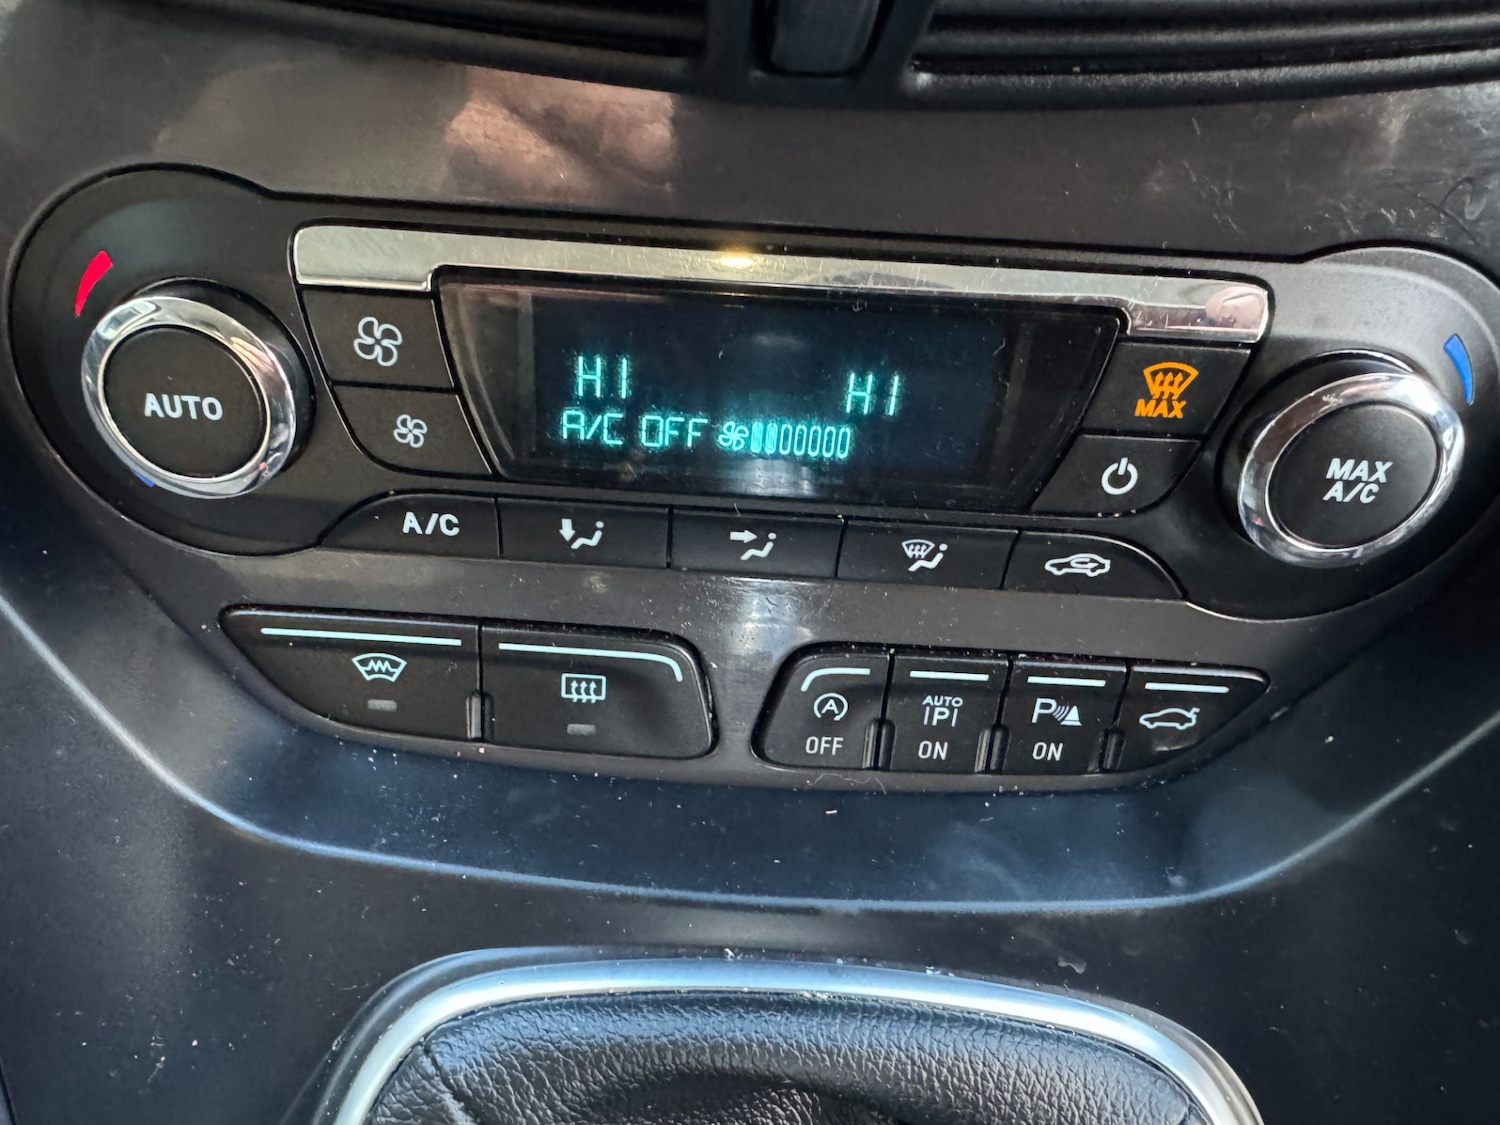 AUTO
HI HI
A/C OFF
MAX
MAX
A/C
A/C
A
OFF
AUTO
P
ON
P
ON